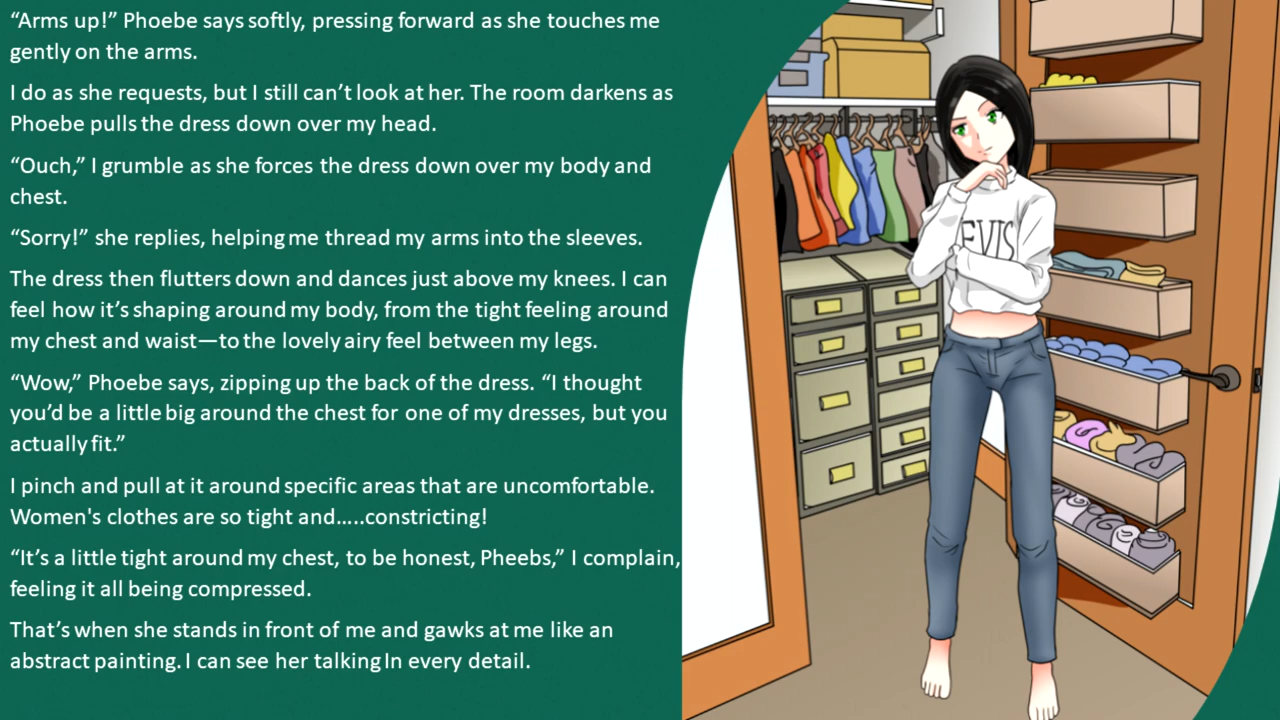 “Arms up!” Phoebe says softly, pressing forward as she touches me
gently on the arms.
I do as she requests, but I still can’t look at her. The room darkens as
Phoebe pulls the dress down over my head.
“Ouch,” I grumble as she forces the dress down over my body and
chest.
“Sorry!” she replies, helping me thread my arms into the sleeves.
The dress then flutters down and dances just above my knees. I can
feel how it’s shaping around my body, from the tight feeling around
my chest and waist—to the lovely airy feel between my legs.
“Wow,” Phoebe says, zipping up the back of the dress. “I thought
you’d be a little big around the chest for one of my dresses, but you
actually fit.”
I pinch and pull at it around specific areas that are uncomfortable.
Women's clothes are so tight and…..constricting!
“It’s a little tight around my chest, to be honest, Pheebs,” I complain,
feeling it all being compressed.
That’s when she stands in front of me and gawks at me like an
abstract painting. I can see her talking In every detail.
EVIS